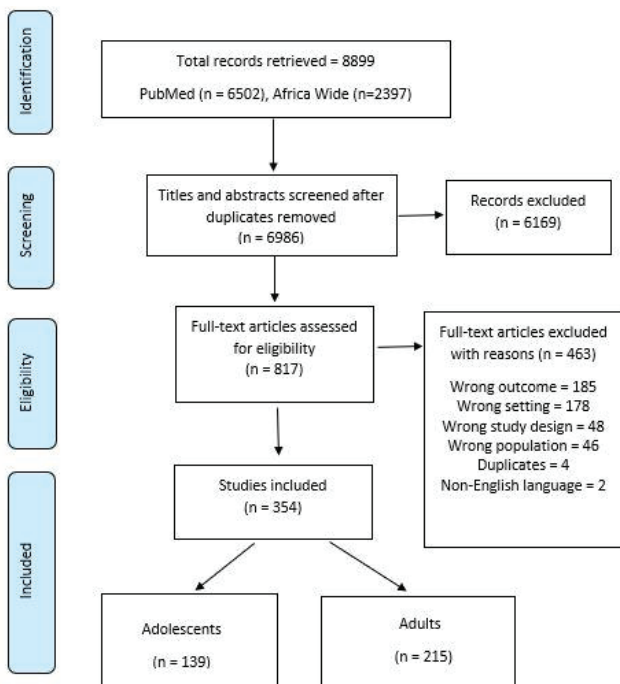 Identification
Total records retrieved = 8899
PubMed (n = 6502), Africa Wide (n=2397)
Screening
Titles and abstracts screened after
duplicates removed
(n = 6986)
Records excluded
(n = 6169)
Eligibility
Full-text articles assessed
for eligibility
(n = 817)
Full-text articles excluded
with reasons (n = 463)
Wrong outcome = 185
Wrong setting = 178
Wrong study design = 48
Wrong population = 46
Duplicates = 4
Non-English language = 2
Included
Studies included
(n = 354)
Adolescents
(n = 139)
Adults
(n = 215)